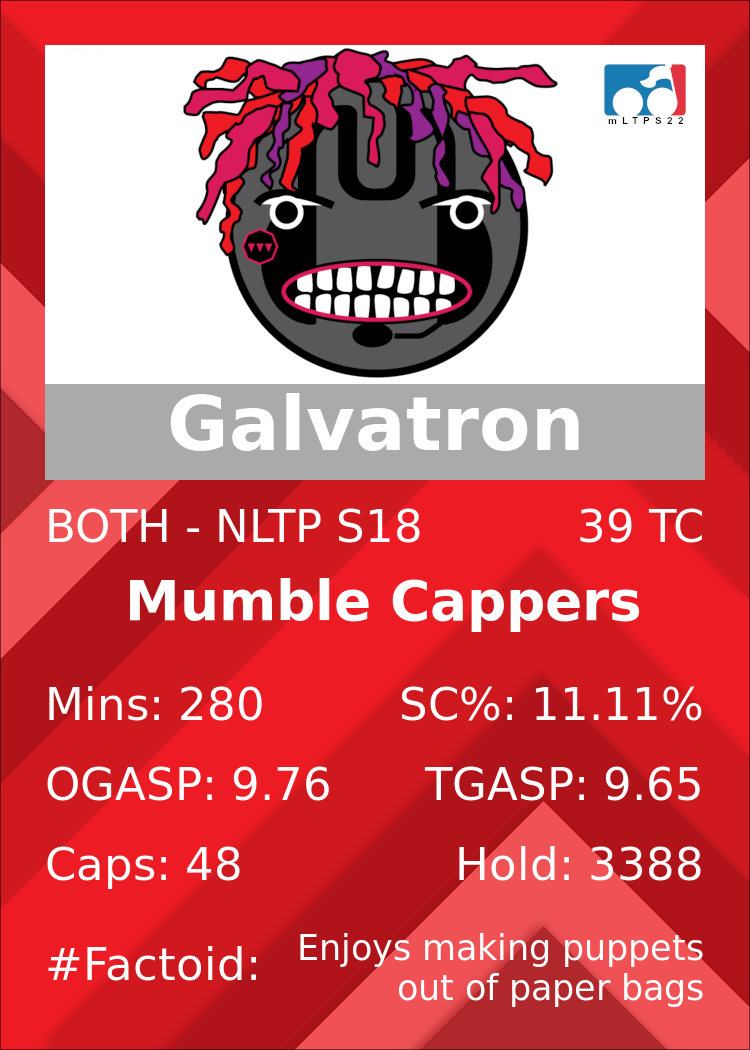 mLTPS22
Galvatron
BOTH - NLTP S18 39 TC
Mumble Cappers
Mins: 280 SC%: 11.11%
OGASP: 9.76 TGASP: 9.65
Caps: 48 Hold: 3388
#Factoid: Enjoys making puppets
out of paper bags